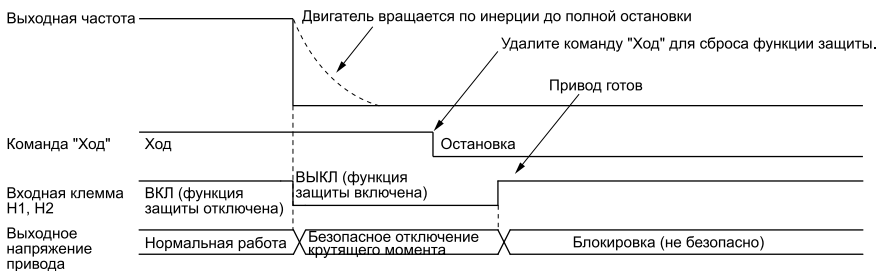 Выходная частота
Двигатель вращается по инерции до полной остановки
Удалите команду "Ход" для сброса функции защиты.
Привод готов
Команда "Ход"
Ход
Остановка
Входная клемма
H1, H2
ВКЛ (функция
защиты отключена)
ВЫКЛ (функция
защиты включена)
Выходное
напряжение
привода
Нормальная работа
Безопасное отключение
крутящего момента
Блокировка (не безопасно)